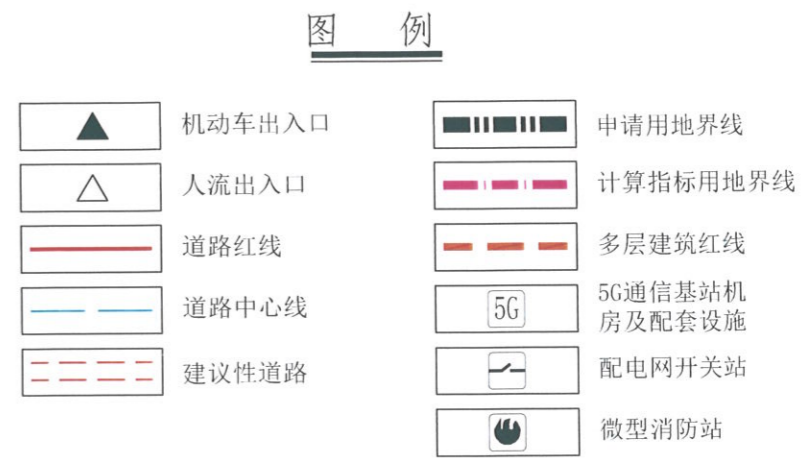 图 例
机动车出入口
人流出入口
道路红线
道路中心线
建议性道路
申请用地界线
计算指标用地界线
多层建筑红线
5G
5G通信基站机
房及配套设施
配电网开关站
微型消防站